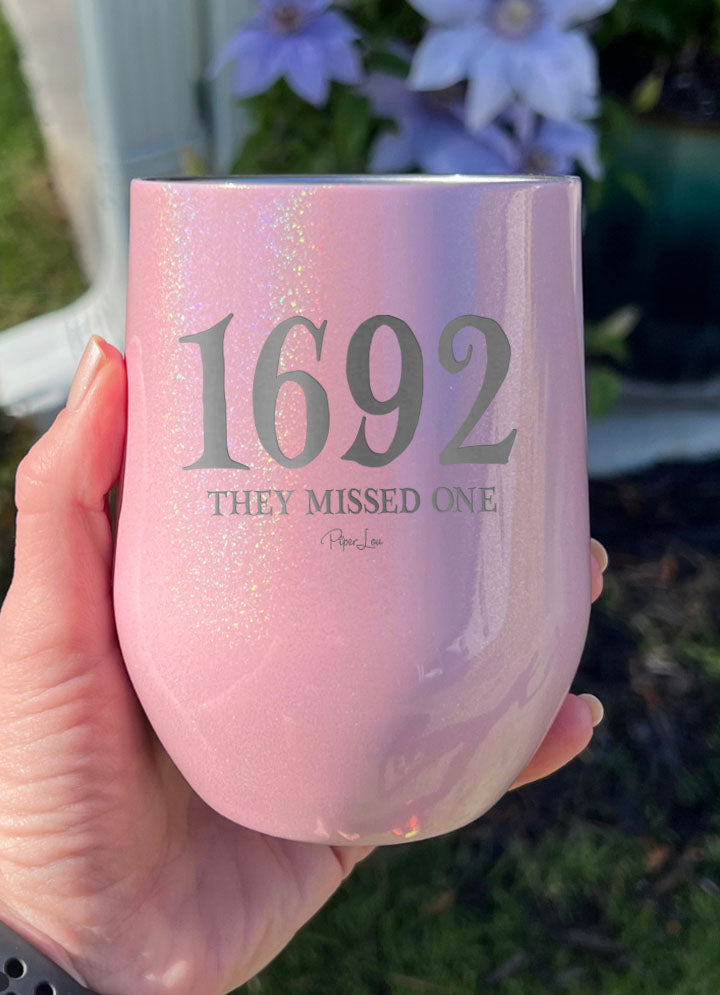 1692
THEY MISSED ONE
Piper Lou